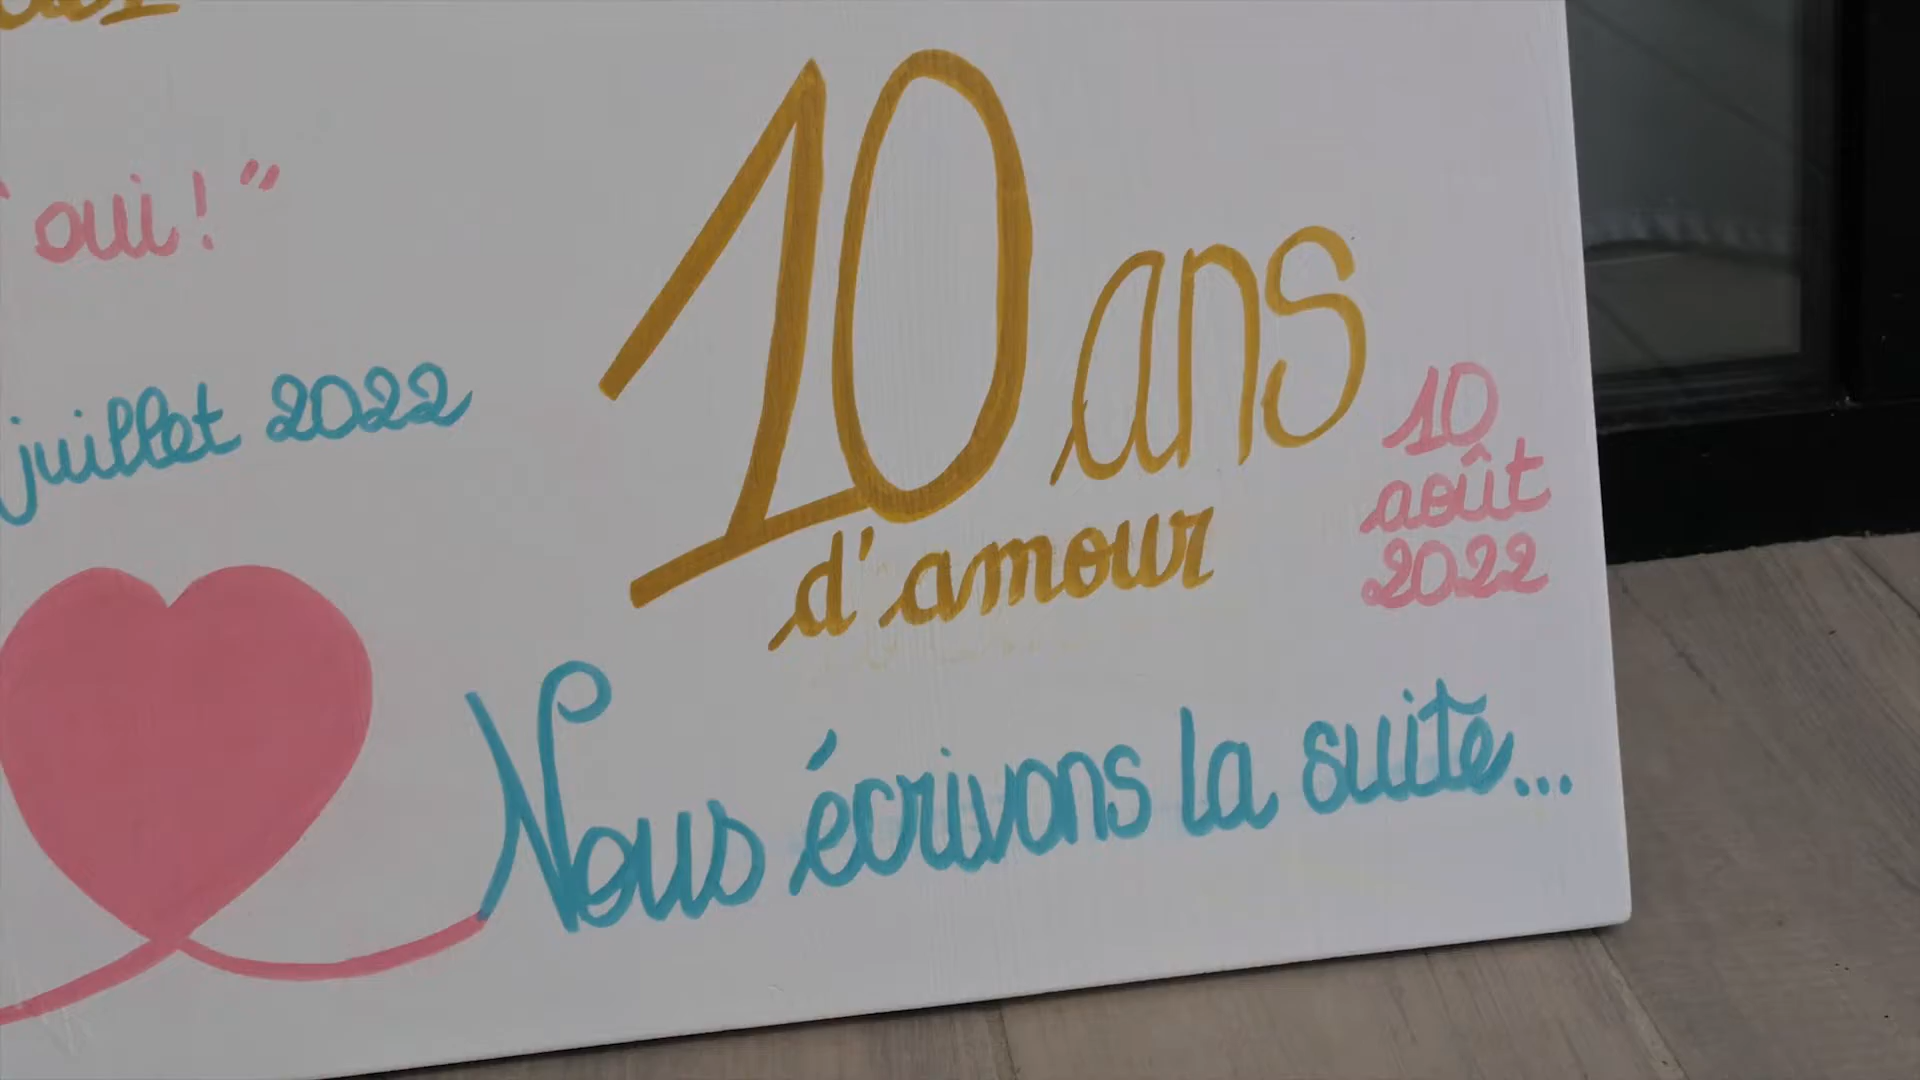 oui ! "
juillet 2022
10 ans
d'amour
10
août
2022
Nous écrivons la suite...